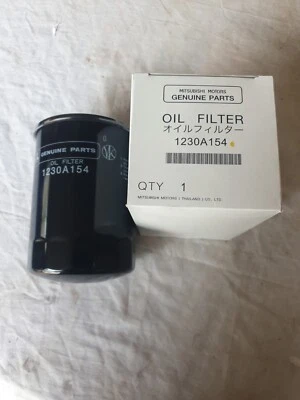 MITSUBISHI MOTORS
GENUINE PARTS
OIL FILTER
オイルフィルター
1230A154
QTY 1
MITSUBISHI MOTORS (THAILAND) CO., LTD.
GENUINE PARTS
OIL FILTER
1230A154